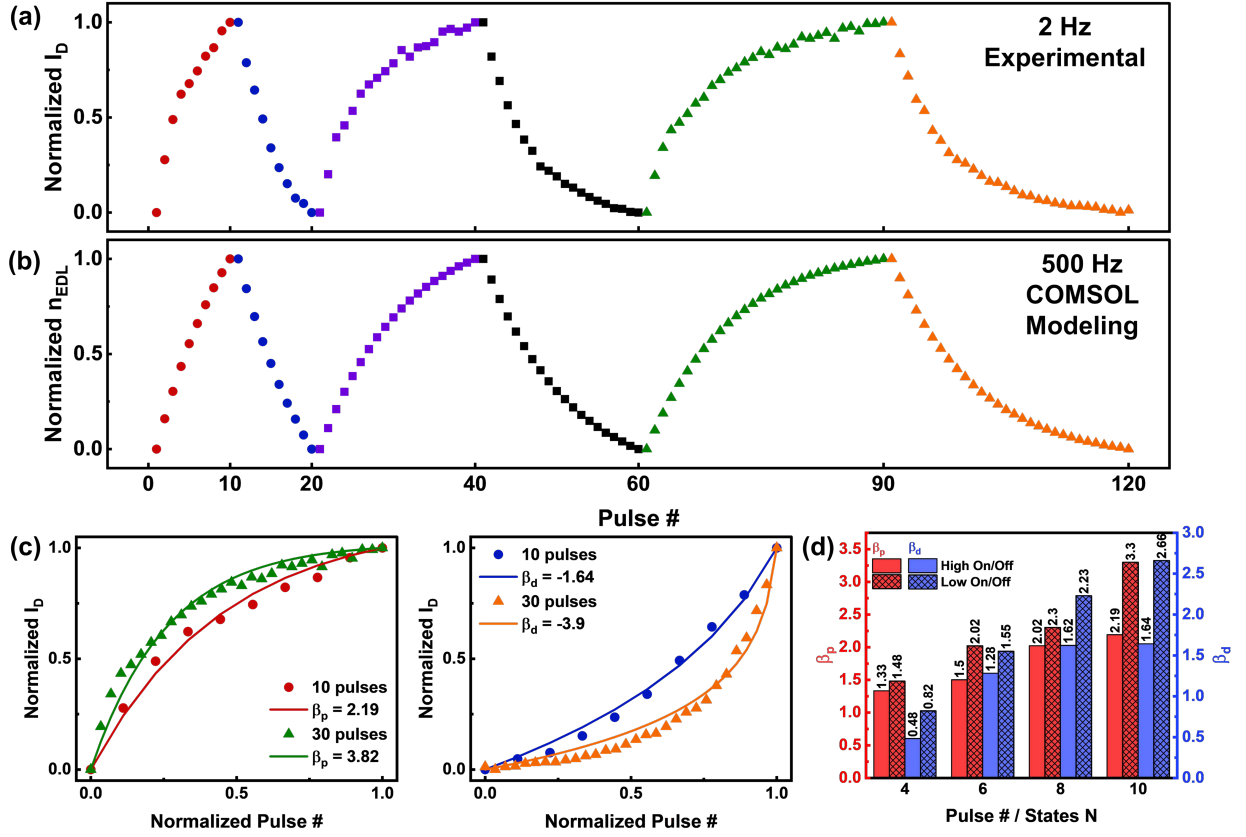 (a)
Normalized I_D
1.0
0.5
0.0
2 Hz
Experimental
(b)
Normalized n_EDL
1.0
0.5
0.0
500 Hz
COMSOL
Modeling
0 10 20 40 60 90 120
Pulse #
(c)
Normalized I_D
1.0
0.5
0.0
10 pulses
β_p = 2.19
30 pulses
β_p = 3.82
0.0 0.5 1.0
Normalized Pulse #
Normalized I_D
1.0
0.5
0.0
10 pulses
β_d = -1.64
30 pulses
β_d = -3.9
0.0 0.5 1.0
Normalized Pulse #
(d)
β_p
3.5
3.0
2.5
2.0
1.5
1.0
0.5
0.0
β_p β_d
High On/Off
Low On/Off
1.33 1.48 0.48 0.82
1.5 2.02 1.28 1.55
2.02 2.3 1.62 2.23
2.19 3.3 1.64 2.66
3.0
2.5
2.0
1.5
1.0
0.5
0.0
β_d
4 6 8 10
Pulse # / States N